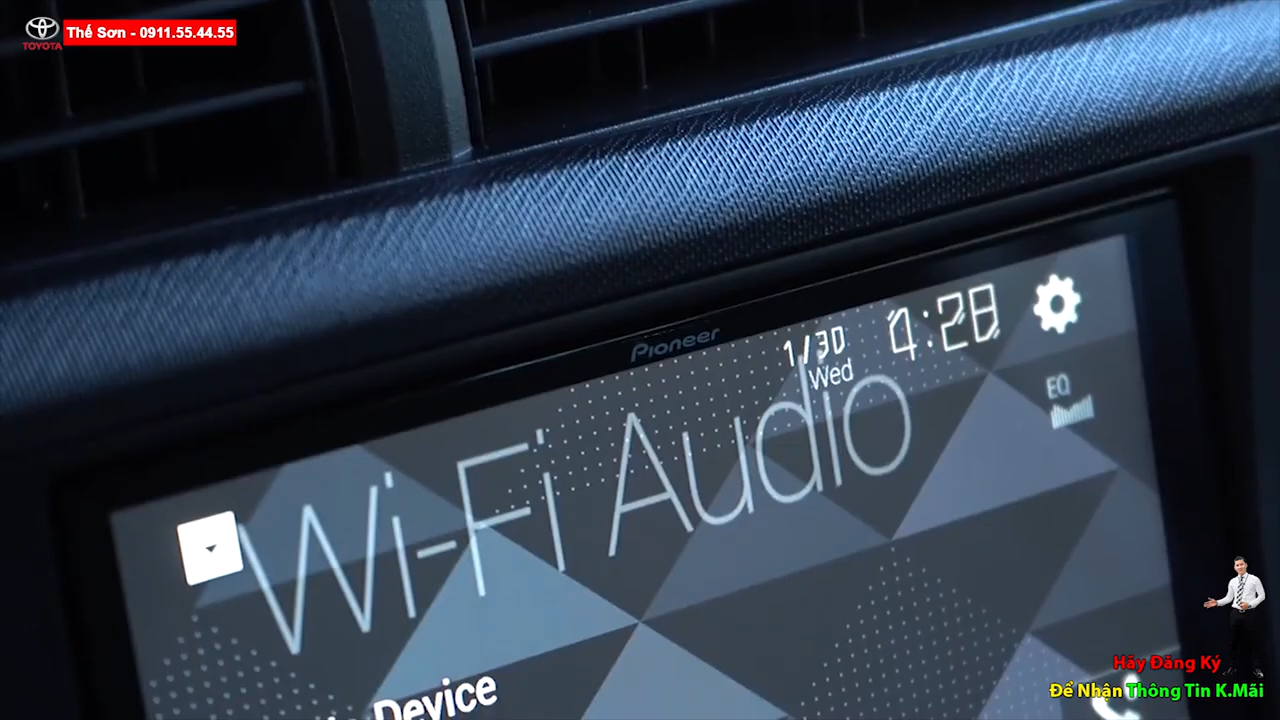 TOYOTA
Thế Sơn - 0911.55.44.55
Pioneer
1/30
Wed
4:28
EQ
Wi-Fi Audio
Device
Hãy Đăng Ký
Để Nhận Thông Tin K.Mãi